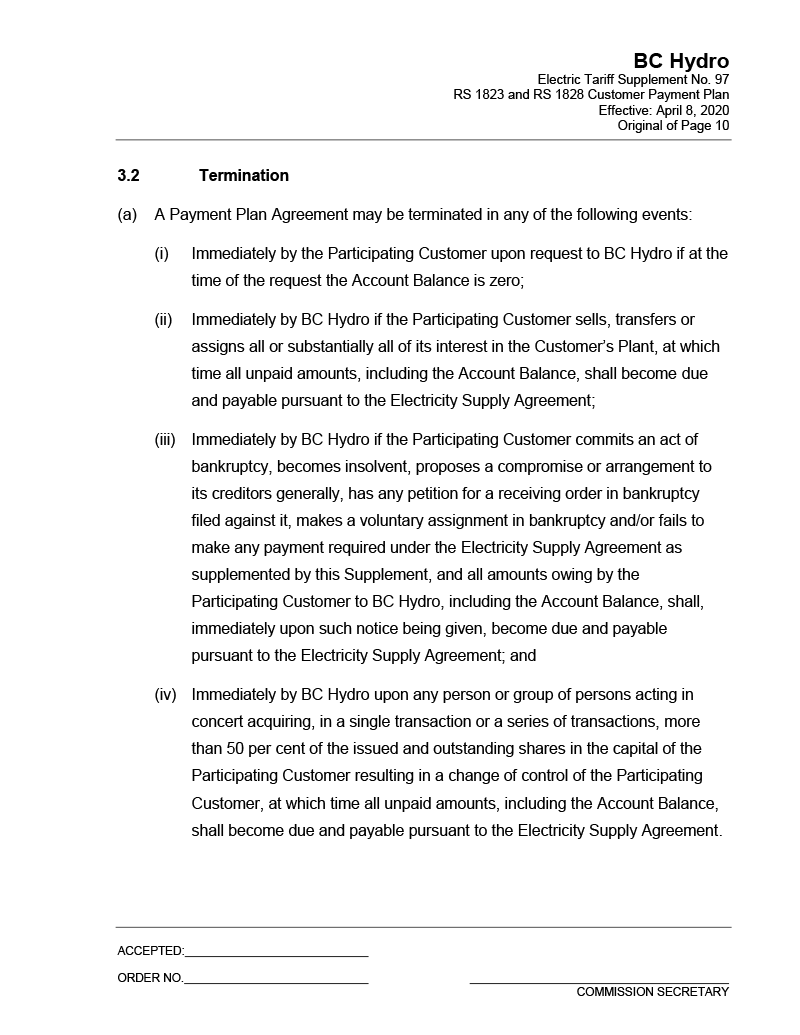 BC Hydro
Electric Tariff Supplement No. 97
RS 1823 and RS 1828 Customer Payment Plan
Effective: April 8, 2020
Original of Page 10
3.2 Termination
(a) A Payment Plan Agreement may be terminated in any of the following events:
(i) Immediately by the Participating Customer upon request to BC Hydro if at the
time of the request the Account Balance is zero;
(ii) Immediately by BC Hydro if the Participating Customer sells, transfers or
assigns all or substantially all of its interest in the Customer’s Plant, at which
time all unpaid amounts, including the Account Balance, shall become due
and payable pursuant to the Electricity Supply Agreement;
(iii) Immediately by BC Hydro if the Participating Customer commits an act of
bankruptcy, becomes insolvent, proposes a compromise or arrangement to
its creditors generally, has any petition for a receiving order in bankruptcy
filed against it, makes a voluntary assignment in bankruptcy and/or fails to
make any payment required under the Electricity Supply Agreement as
supplemented by this Supplement, and all amounts owing by the
Participating Customer to BC Hydro, including the Account Balance, shall,
immediately upon such notice being given, become due and payable
pursuant to the Electricity Supply Agreement; and
(iv) Immediately by BC Hydro upon any person or group of persons acting in
concert acquiring, in a single transaction or a series of transactions, more
than 50 per cent of the issued and outstanding shares in the capital of the
Participating Customer resulting in a change of control of the Participating
Customer, at which time all unpaid amounts, including the Account Balance,
shall become due and payable pursuant to the Electricity Supply Agreement.
ACCEPTED:____________________________
ORDER NO.____________________________
COMMISSION SECRETARY